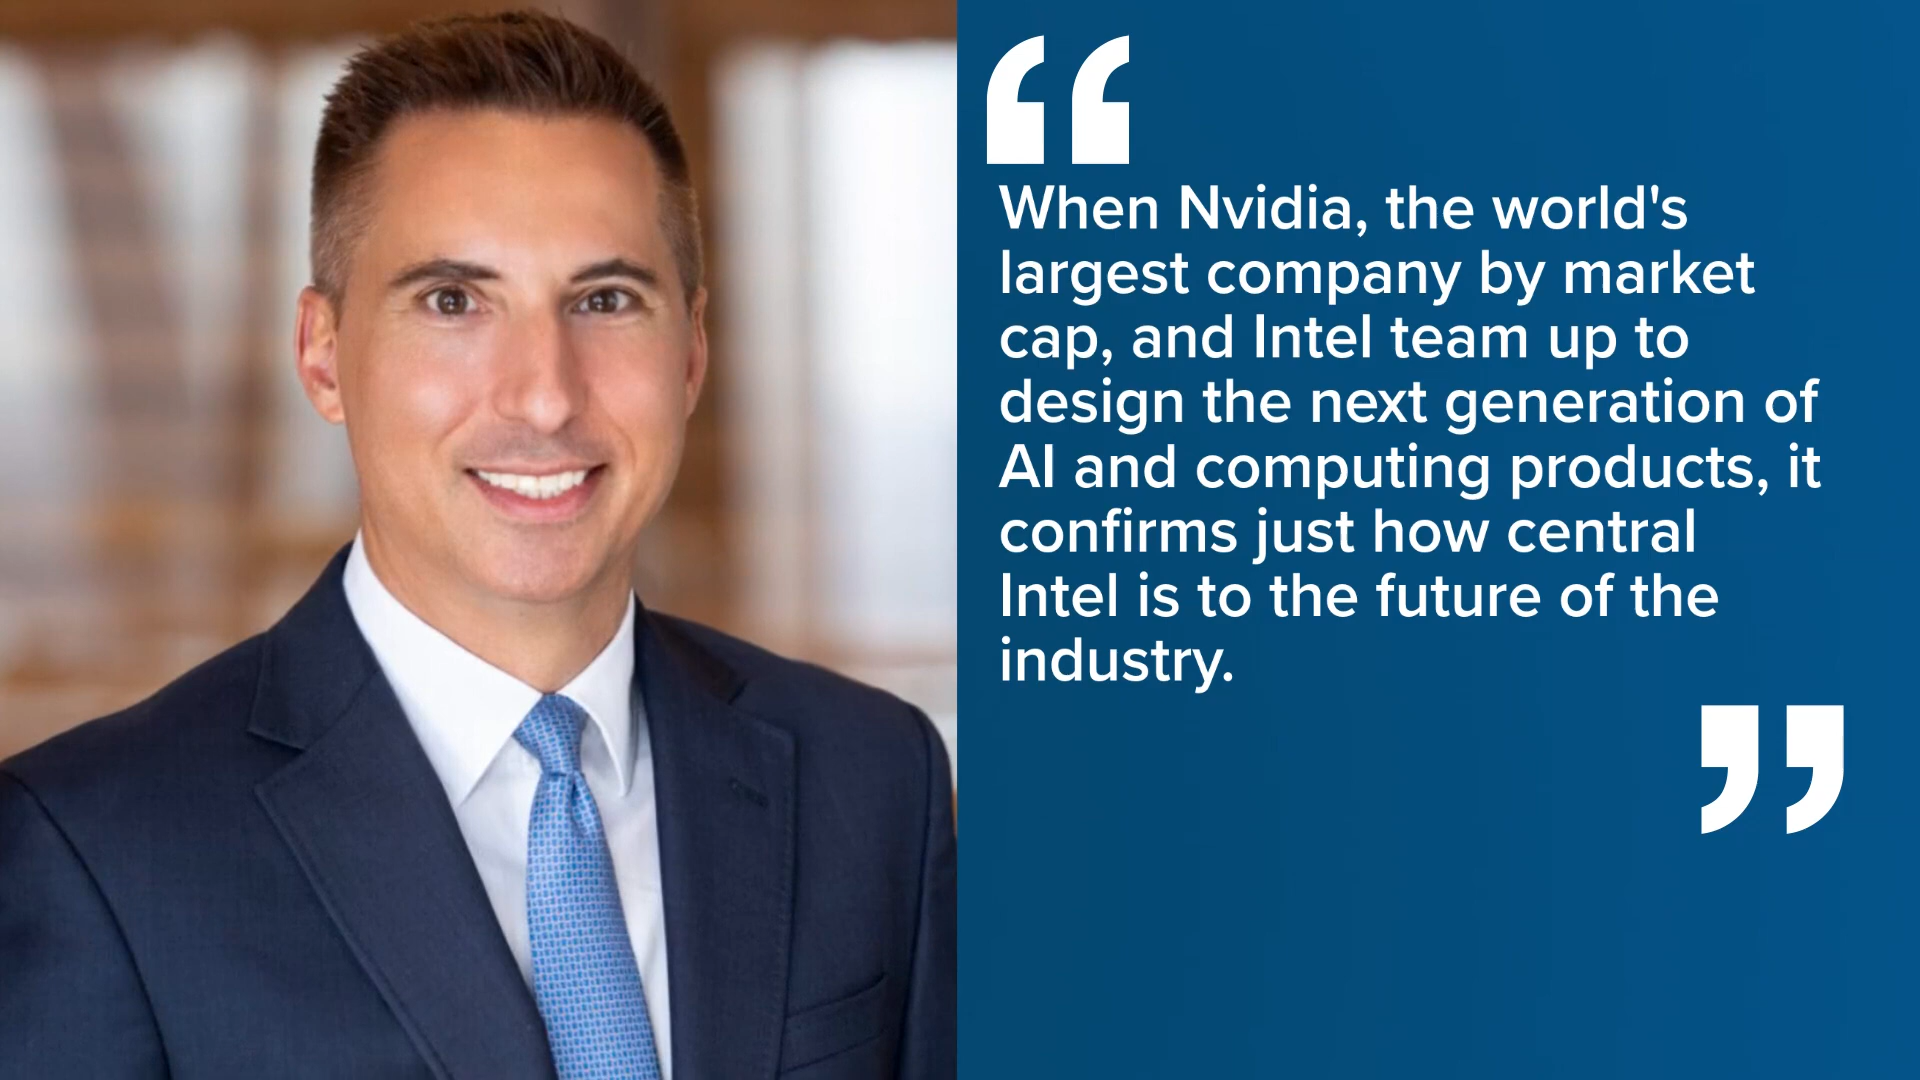 “
When Nvidia, the world's
largest company by market
cap, and Intel team up to
design the next generation of
AI and computing products, it
confirms just how central
Intel is to the future of the
industry.
”